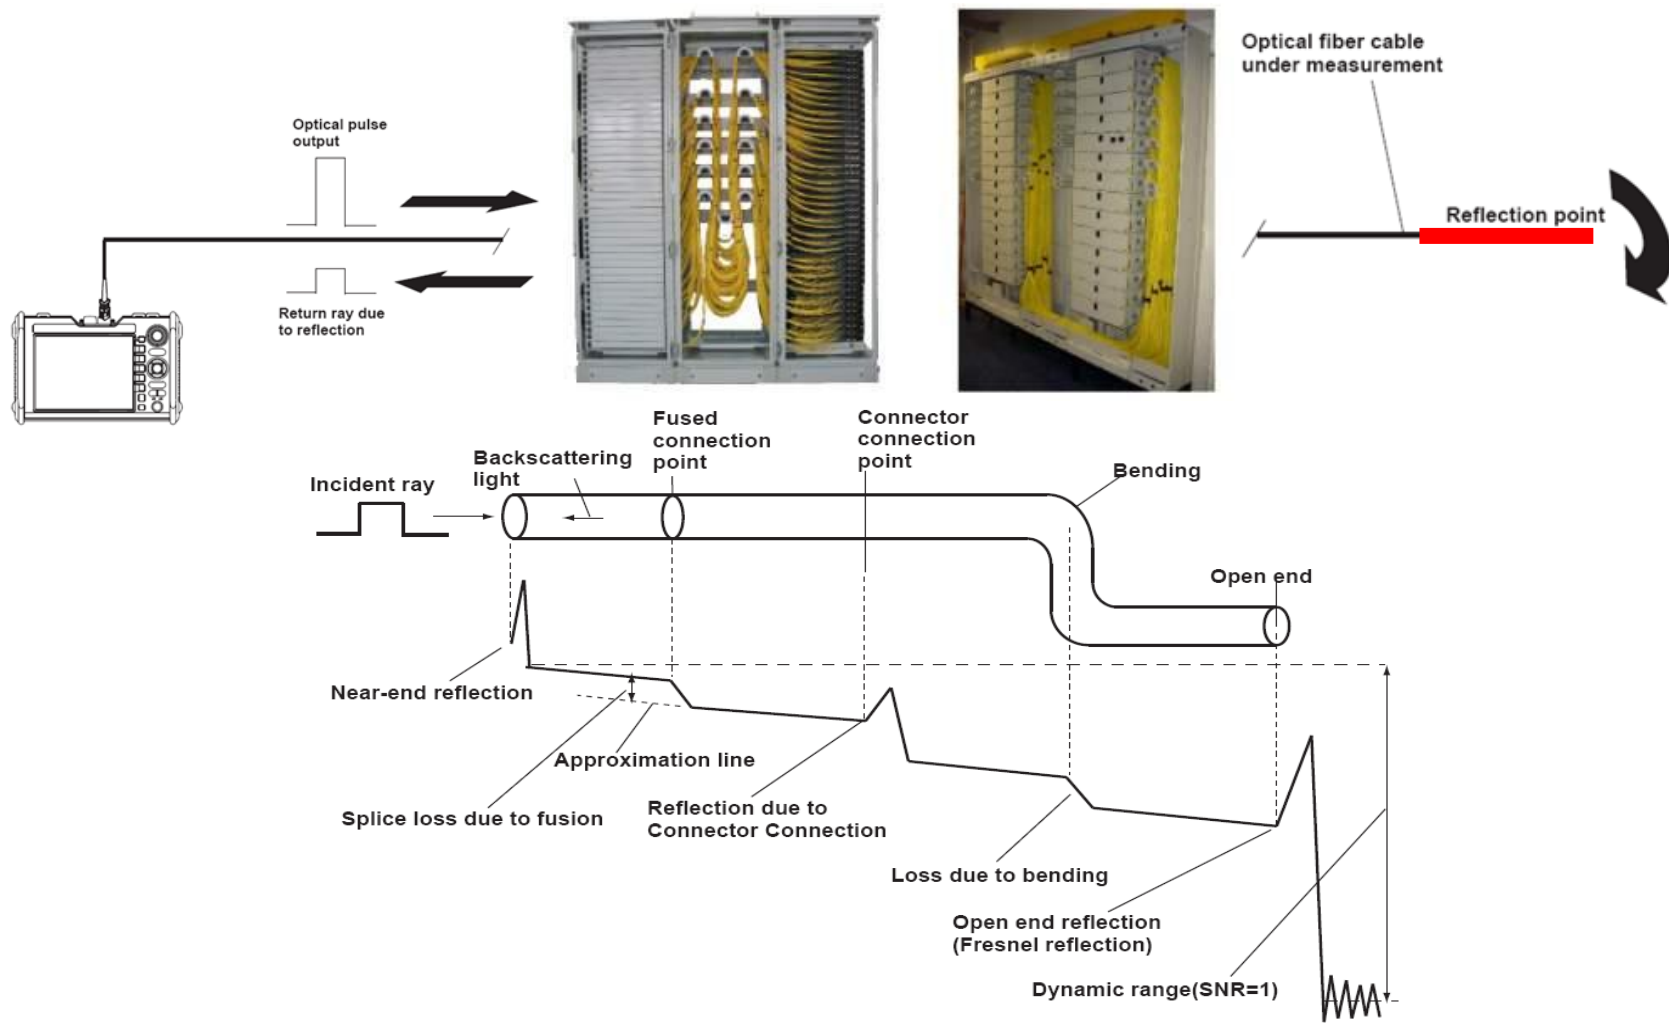 Optical fiber cable
under measurement
Optical pulse
output
Reflection point
Return ray due
to reflection
Fused
connection
point
Connector
connection
point
Backscattering
light
Bending
Incident ray
Open end
Near-end reflection
Approximation line
Splice loss due to fusion
Reflection due to
Connector Connection
Loss due to bending
Open end reflection
(Fresnel reflection)
Dynamic range(SNR=1)